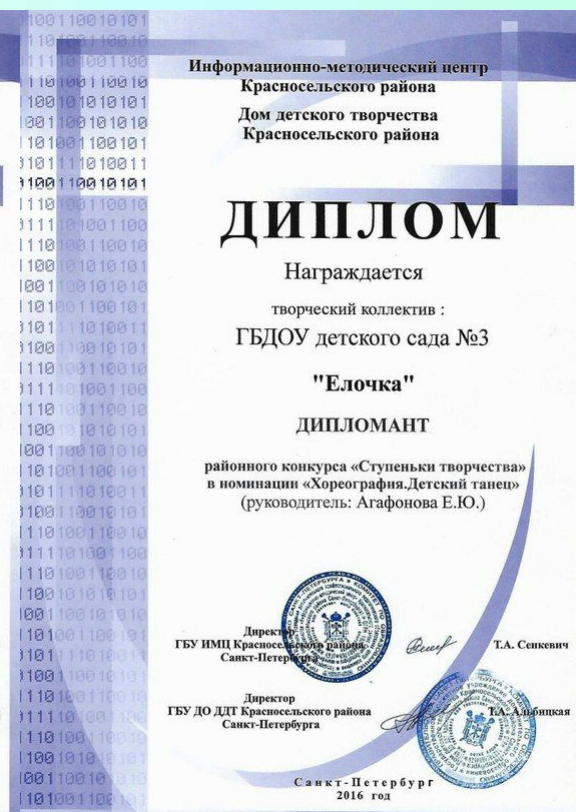 Информационно-методический центр
Красносельского района
Дом детского творчества
Красносельского района
ДИПЛОМ
Награждается
творческий коллектив :
ГБДОУ детского сада №3
"Елочка"
ДИПЛОМАНТ
районного конкурса «Ступеньки творчества»
в номинации «Хореография.Детский танец»
(руководитель: Агафонова Е.Ю.)
Директор
ГБУ ИМЦ Красносельского района
Санкт-Петербурга
Т.А. Сенкевич
Директор
ГБУ ДО ДДТ Красносельского района
Санкт-Петербурга
Т.А. Альбицкая
Санкт-Петербург
2016 год